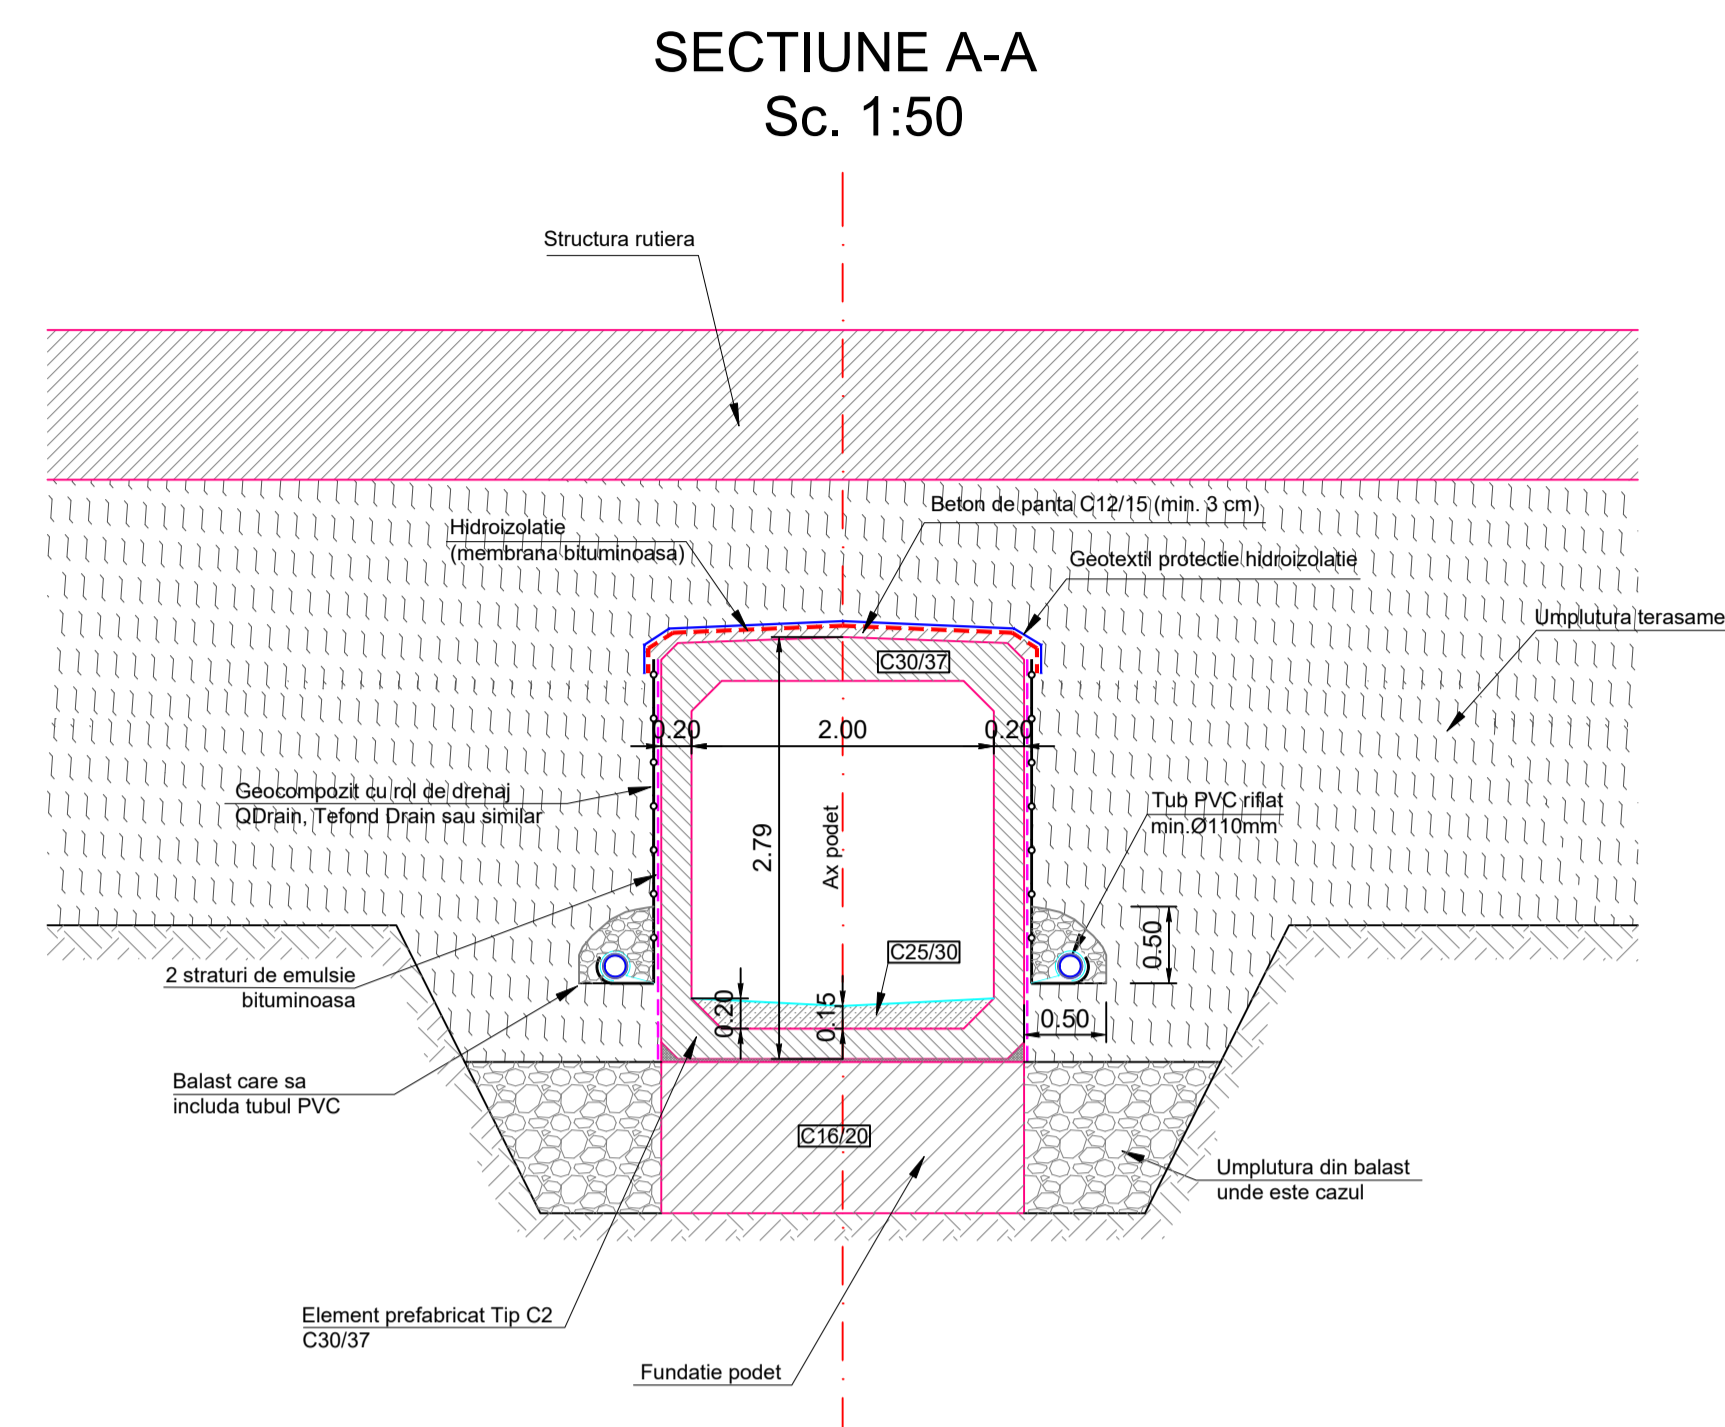 SECTIUNE A-A
Sc. 1:50
Structura rutiera
Beton de panta C12/15 (min. 3 cm)
Hidroizolatie
(membrana bituminoasa)
Geotextil protectie hidroizolatie
Umplutura terasame
C30/37
0.20
2.00
0.20
Geocompozit cu rol de drenaj
QDrain, Tefond Drain sau similar
Tub PVC riflat
min.Ø110mm
2.79
Ax podet
C25/30
0.50
2 straturi de emulsie
bituminoasa
0.20
0.15
0.50
Balast care sa
includa tubul PVC
C16/20
Umplutura din balast
unde este cazul
Element prefabricat Tip C2
C30/37
Fundatie podet